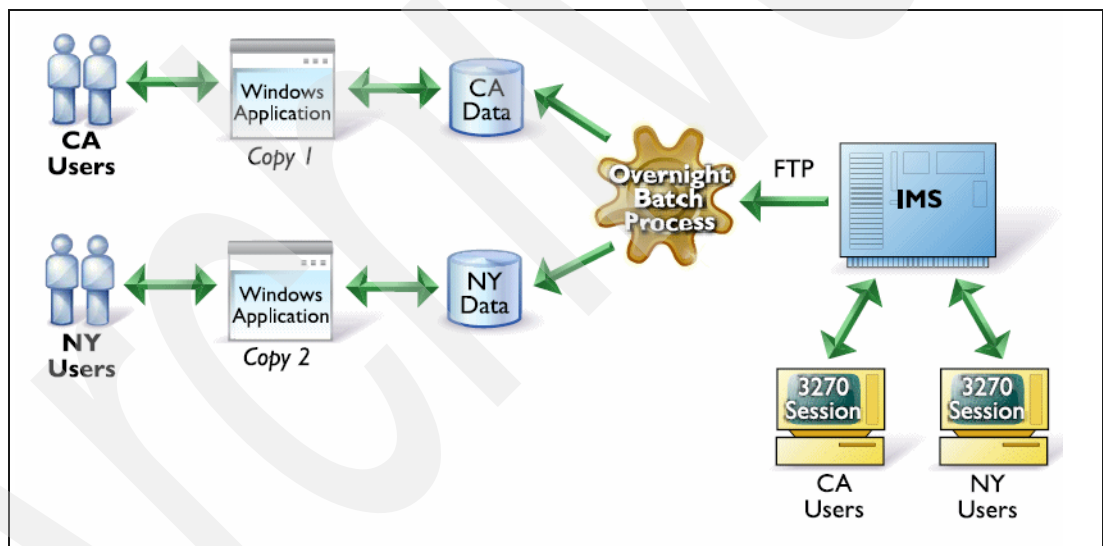 CA
Users
Windows
Application
Copy 1
CA
Data
NY
Users
Windows
Application
Copy 2
NY
Data
Overnight
Batch
Process
FTP
IMS
3270
Session
CA
Users
3270
Session
NY
Users